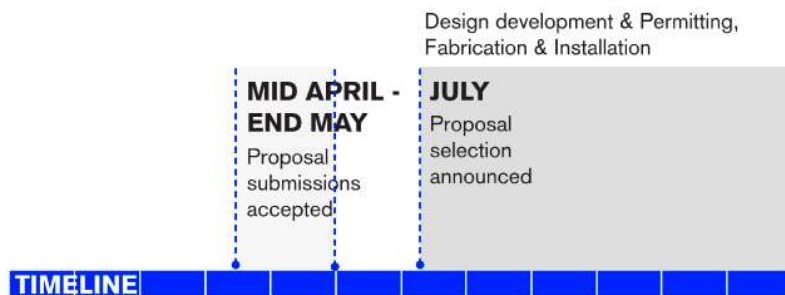 Design development & Permitting,
Fabrication & Installation
MID APRIL -
END MAY
Proposal
submissions
accepted
JULY
Proposal
selection
announced
TIMELINE